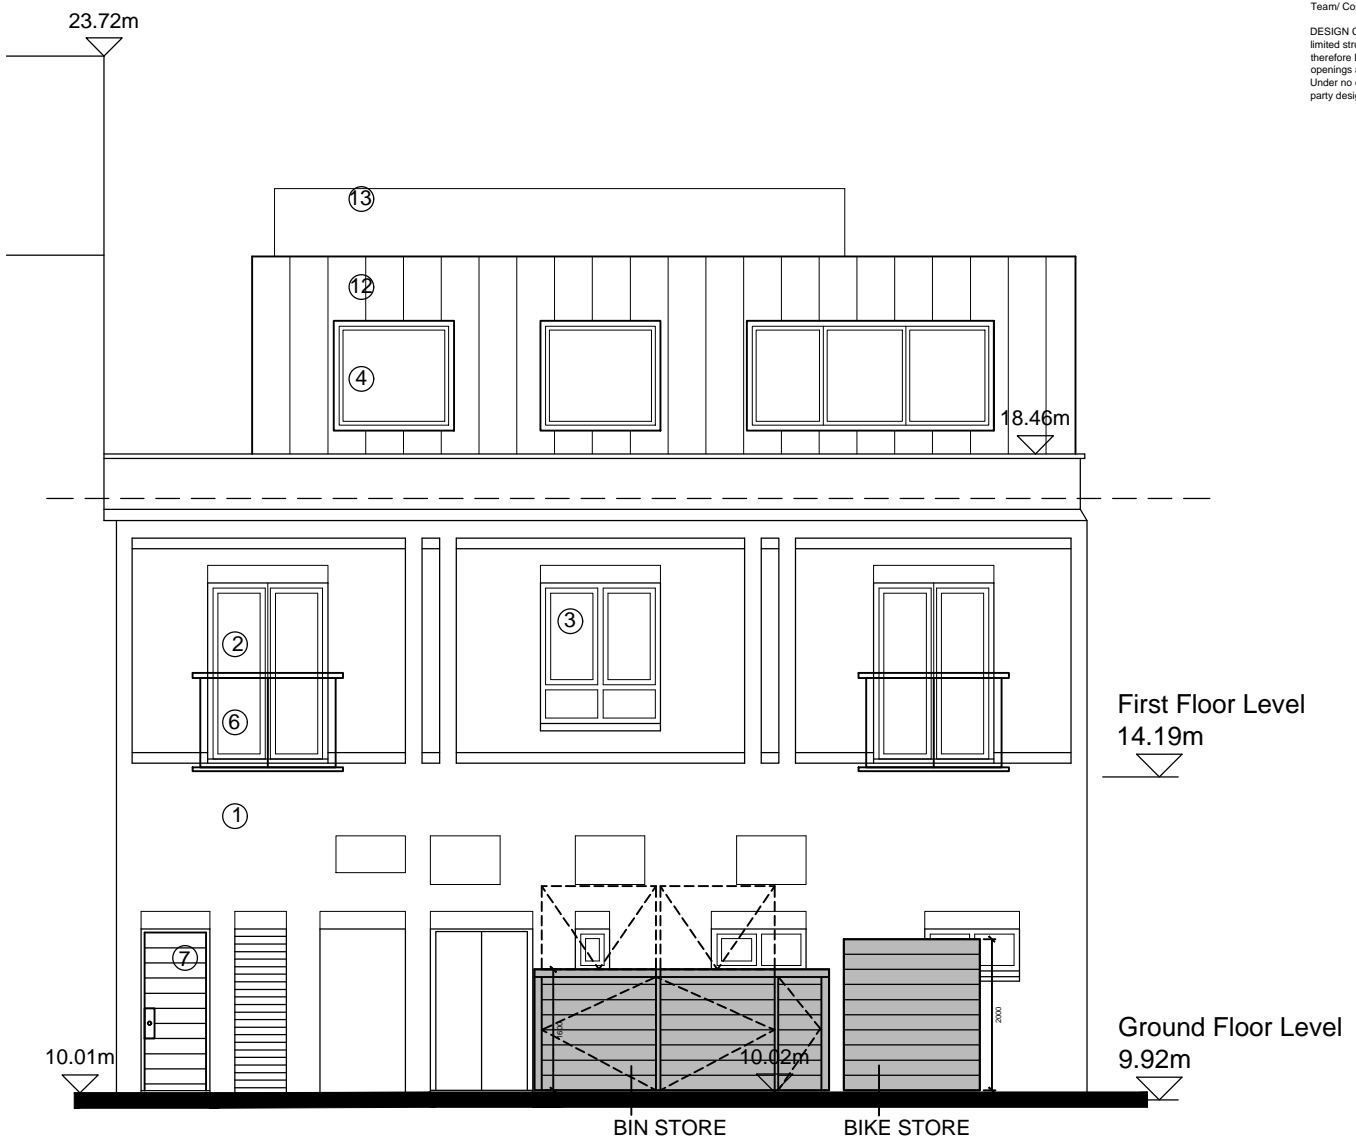 Team/ Co
DESIGN
limited
therefore
openings
Under no
party
23.72m
13
12
4
18.46m
2
3
6
First Floor Level
14.19m
1
7
1600
2000
10.01m
10.02m
Ground Floor Level
9.92m
BIN STORE
BIKE STORE